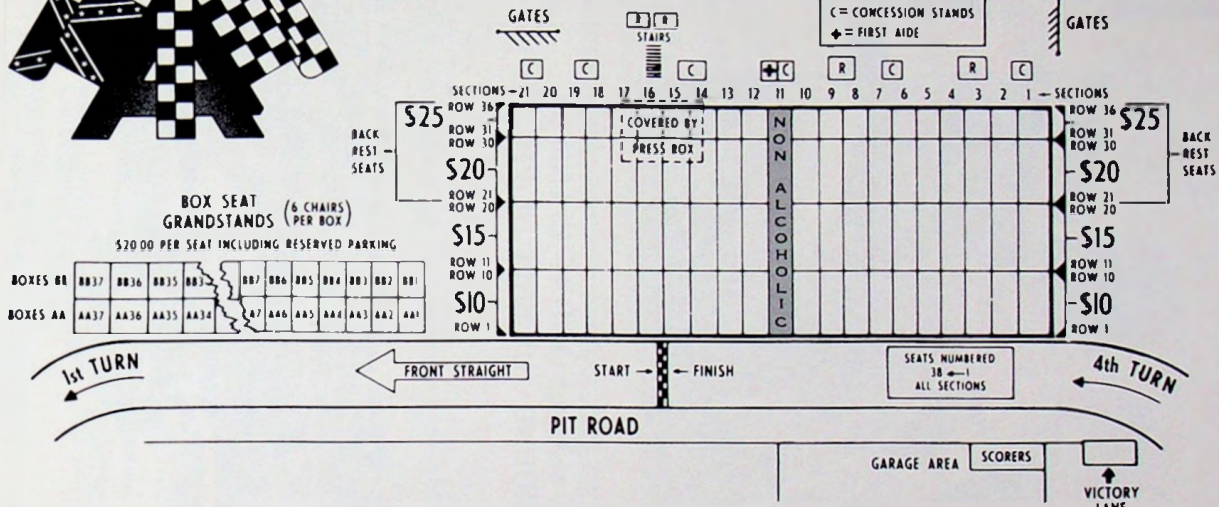 C = CONCESSION STANDS
✚ = FIRST AIDE
GATES
GATES
R R
STAIRS
C C C ✚ C R C R C
SECTIONS 21 20 19 18 17 16 15 14 13 12 11 10 9 8 7 6 5 4 3 2 1 SECTIONS
BACK
REST
SEATS
$25
ROW 36
ROW 31
ROW 30
$20
ROW 21
ROW 20
$15
ROW 11
ROW 10
$10
ROW 1
COVERED BY
PRESS BOX
NON ALCOHOLIC
ROW 36
$25
ROW 31
ROW 30
$20
ROW 21
ROW 20
$15
ROW 11
ROW 10
$10
ROW 1
BACK
REST
SEATS
BOX SEAT
GRANDSTANDS (6 CHAIRS
PER BOX)
$20.00 PER SEAT INCLUDING RESERVED PARKING
BOXES BB BB37 BB36 BB35 BB7 BB6 BB5 BB4 BB3 BB2 BB1
BOXES AA AA37 AA36 AA35 AA34 A7 AA6 AA5 AA4 AA3 AA2 AA1
1st TURN
FRONT STRAIGHT
START
FINISH
SEATS NUMBERED
38 ← 1
ALL SECTIONS
4th TURN
PIT ROAD
GARAGE AREA
SCORERS
VICTORY
LANE